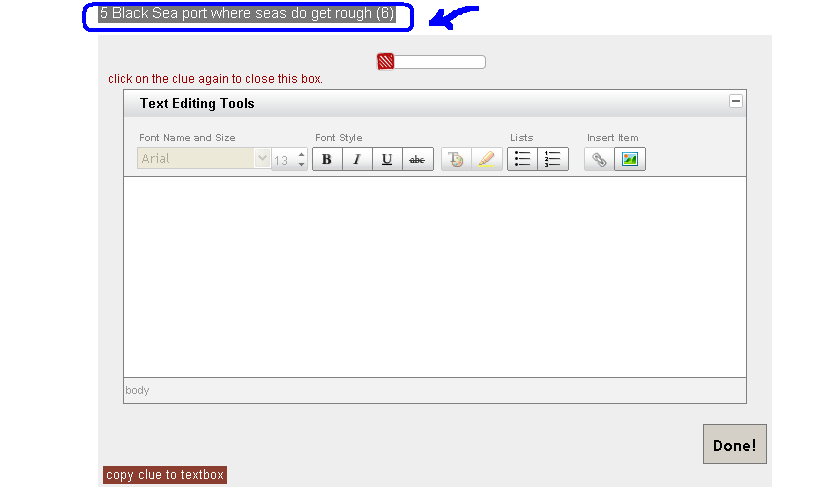 5 Black Sea port where seas do get rough (6)
click on the clue again to close this box.
Text Editing Tools
Font Name and Size Font Style Lists Insert Item
Arial 13 B I U abc
body
Done!
copy clue to textbox